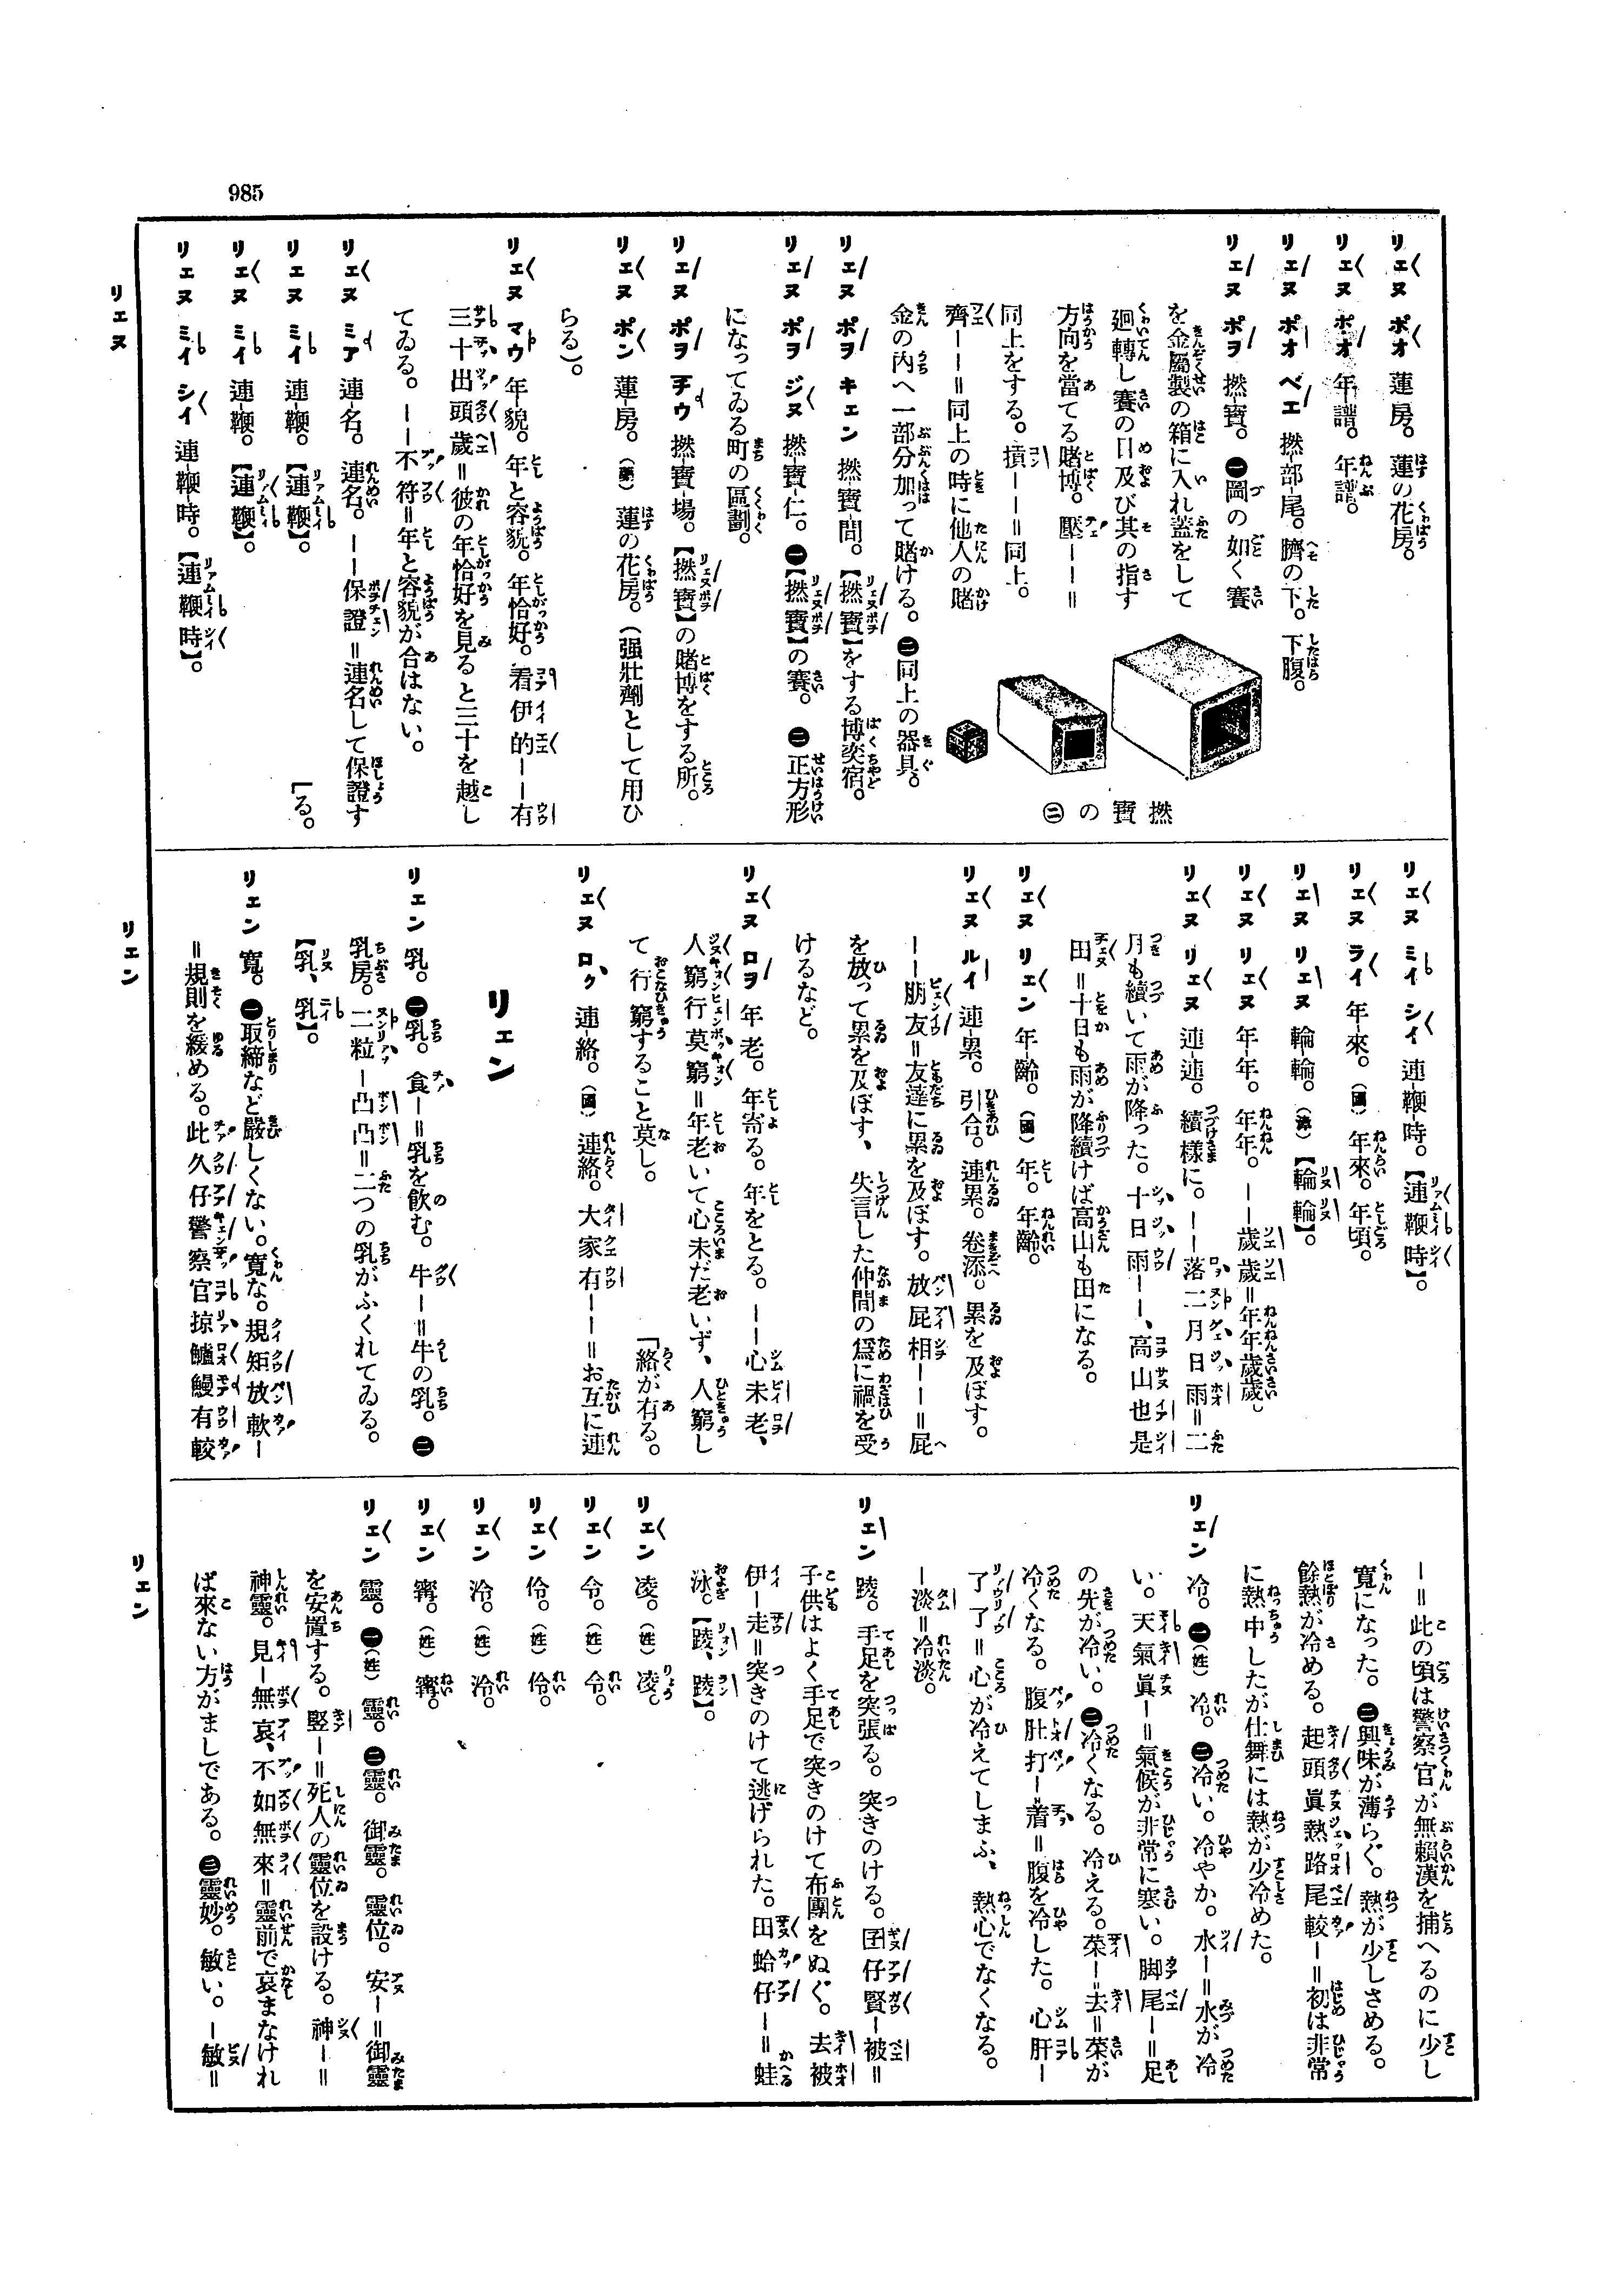 985
リエヌ ポオ 蓮-房。蓮の花房。
リエヌ ポオ 年-譜。年譜。
リエヌ ポオ ベエ 撚-部-尾。臍の下。下腹。
リエヌ ポヲ 撚-寶。㊀圖の如く賽
を金屬製の箱に入れ蓋をして
廻轉し賽の目及び其の指す
方向を當てる賭博。壓－－＝
同上をする。摃－－＝同上。
齊－－＝同上の時に他人の賭
金の內へ一部分加って賭ける。㊁同上の器具。
撚寶の㊁
リエヌ ポヲ キェン 撚-寶-間。【撚寶】をする博奕宿。
リエヌ ポヲ ジヌ 撚-寶-仁。㊀【撚寶】の賽。㊁正方形
になってゐる町の區劃。
リエヌ ポヲ チウ 撚-寶-場。【撚寶】の賭博をする所。
リエヌ ポン 蓮-房。(藥)蓮の花房。(强壯劑として用ひ
らる)。
リエヌ マウ 年-貌。年と容貌。年恰好。看伊的－－有
三十出頭歲＝彼の年恰好を見ると三十を越し
てゐる。－－不符＝年と容貌が合はない。
リエヌ ミア 連-名。連名。－－保證＝連名して保證す
「る。
リエヌ ミイ 連-鞭。【連鞭】。
リエヌ ミイ 連-鞭。【連鞭】。
リエヌ ミイ シイ 連-鞭-時。【連鞭時】。
リエヌ
リエヌ ミイ シイ 連-鞭-時。【連鞭時】。
リエヌ ライ 年-來。(國)年來。年頃。
リエヌ リエヌ 輪-輪。(漳)【輪輪】。
リエヌ リエヌ 年-年。年年。－－歲歲＝年年歲歲。
リエヌ リエヌ 連-連。續樣に。－－落二月日雨＝二
月も續いて雨が降った。十日雨－－、高山也是
田＝十日も雨が降續けば高山も田になる。
リエヌ リエン 年-齡。(國)年。年齡。
リエヌ ルイ 連-累。引合。連累。卷添。累を及ぼす。
－－朋友＝友達に累を及ぼす。放屁相－－＝屁
を放って累を及ぼす、失言した仲間の爲に禍を受
けるなど。
リエヌ ロヲ 年-老。年寄る。年をとる。－－心未老、
人窮行莫窮＝年老いて心未だ老いず、人窮し
て行窮すること莫し。
「絡が有る。
リエヌ ロク 連-絡。(國)連絡。大家有－－＝お互に連
リエン
リエン 乳。㊀乳。食－＝乳を飮む。牛－＝牛の乳。㊁
乳房。二粒－凸凸＝二つの乳がふくれてゐる。
【乳、乳】。
リエン 寬。㊀取締など嚴しくない。寬な。規矩放軟－
＝規則を緩める。此久仔警察官掠鱸鰻有較
リエン
－＝此の頃は警察官が無賴漢を捕へるのに少し
寬になった。㊁興味が薄らぐ。熱が少しさめる。
餘熱が冷める。起頭眞熱路尾較－＝初は非常
に熱中したが仕舞には熱が少冷めた。
リエン 冷。㊀(姓)冷。㊁冷い。冷やか。水－＝水が冷
い。天氣眞－＝氣候が非常に寒い。脚尾－＝足
の先が冷い。㊂冷くなる。冷える。菜－去＝菜が
冷くなる。腹肚打－着＝腹を冷した。心肝－
了了＝心が冷えてしまふ、熱心でなくなる。
－淡＝冷淡。
リエン 踜。手足を突張る。突きのける。囝仔賢－被＝
子供はよく手足で突きのけて布團をぬぐ。去被
伊－走＝突きのけて逃げられた。田蛤仔－＝蛙
泳。【踜、踜】。
リエン 凌。(姓)凌。
リエン 令。(姓)令。
リエン 伶。(姓)伶。
リエン 泠。(姓)泠。
リエン 寗。(姓)寗。
リエン 靈。㊀(姓)靈。㊁靈。御靈。靈位。安－＝御靈
を安置する。竪－＝死人の靈位を設ける。神－＝
神靈。見－無哀、不如無來＝靈前で哀まなけれ
ば來ない方がましである。㊂靈妙。敏い。－敏＝
リエン